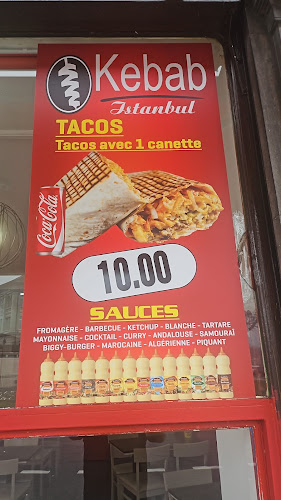 Kebab
Istanbul
TACOS
Tacos avec 1 canette
Coca-Cola
10.00
SAUCES
FROMAGÈRE - BARBECUE - KETCHUP - BLANCHE - TARTARE
MAYONNAISE - COCKTAIL - CURRY - ANDALOUSE - SAMOURAÏ
BIGGY-BURGER - MAROCAINE - ALGÉRIENNE - PIQUANT